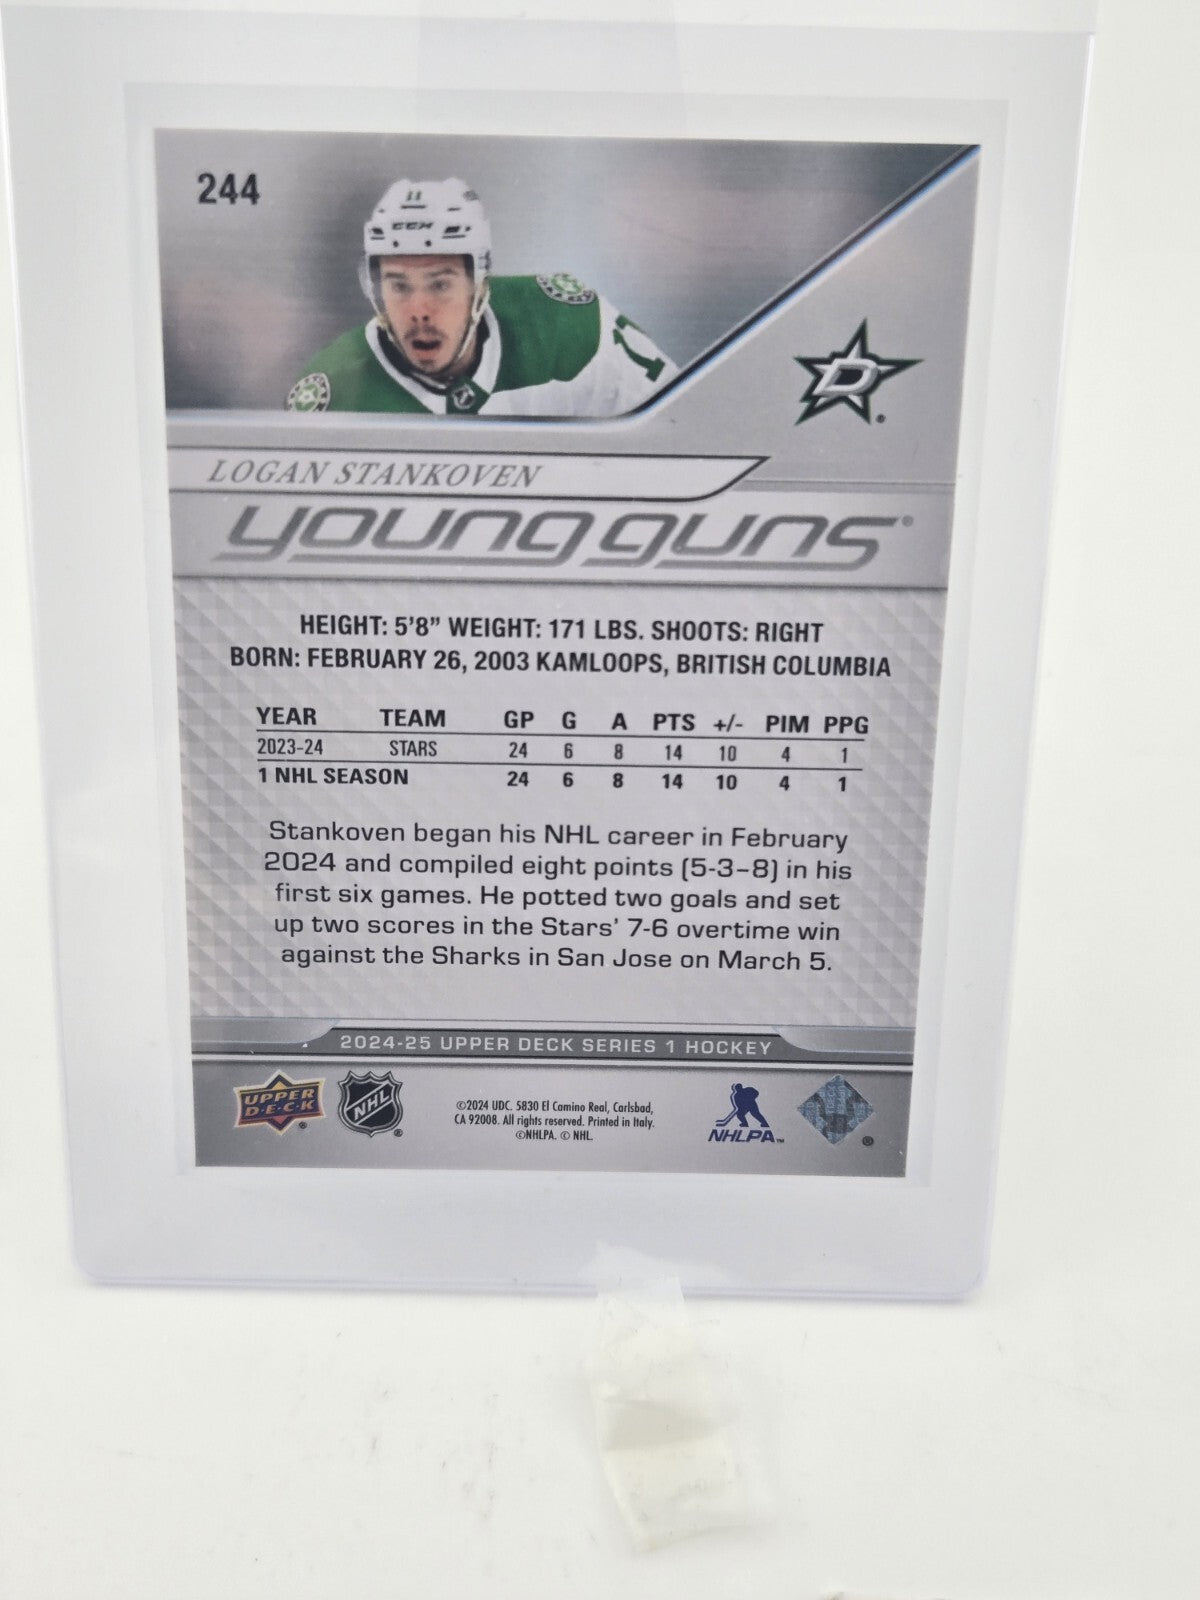 244
11
CCM
17
D
LOGAN STANKOVEN
young guns®
HEIGHT: 5'8” WEIGHT: 171 LBS. SHOOTS: RIGHT
BORN: FEBRUARY 26, 2003 KAMLOOPS, BRITISH COLUMBIA
YEAR TEAM GP G A PTS +/- PIM PPG
2023-24 STARS 24 6 8 14 10 4 1
1 NHL SEASON 24 6 8 14 10 4 1
Stankoven began his NHL career in February
2024 and compiled eight points (5-3–8) in his
first six games. He potted two goals and set
up two scores in the Stars’ 7-6 overtime win
against the Sharks in San Jose on March 5.
2024-25 UPPER DECK SERIES 1 HOCKEY
UPPER
D·E·C·K®
NHL®
©2024 UDC. 5830 El Camino Real, Carlsbad,
CA 92008. All rights reserved. Printed in Italy.
©NHLPA. © NHL.
NHLPA™
®